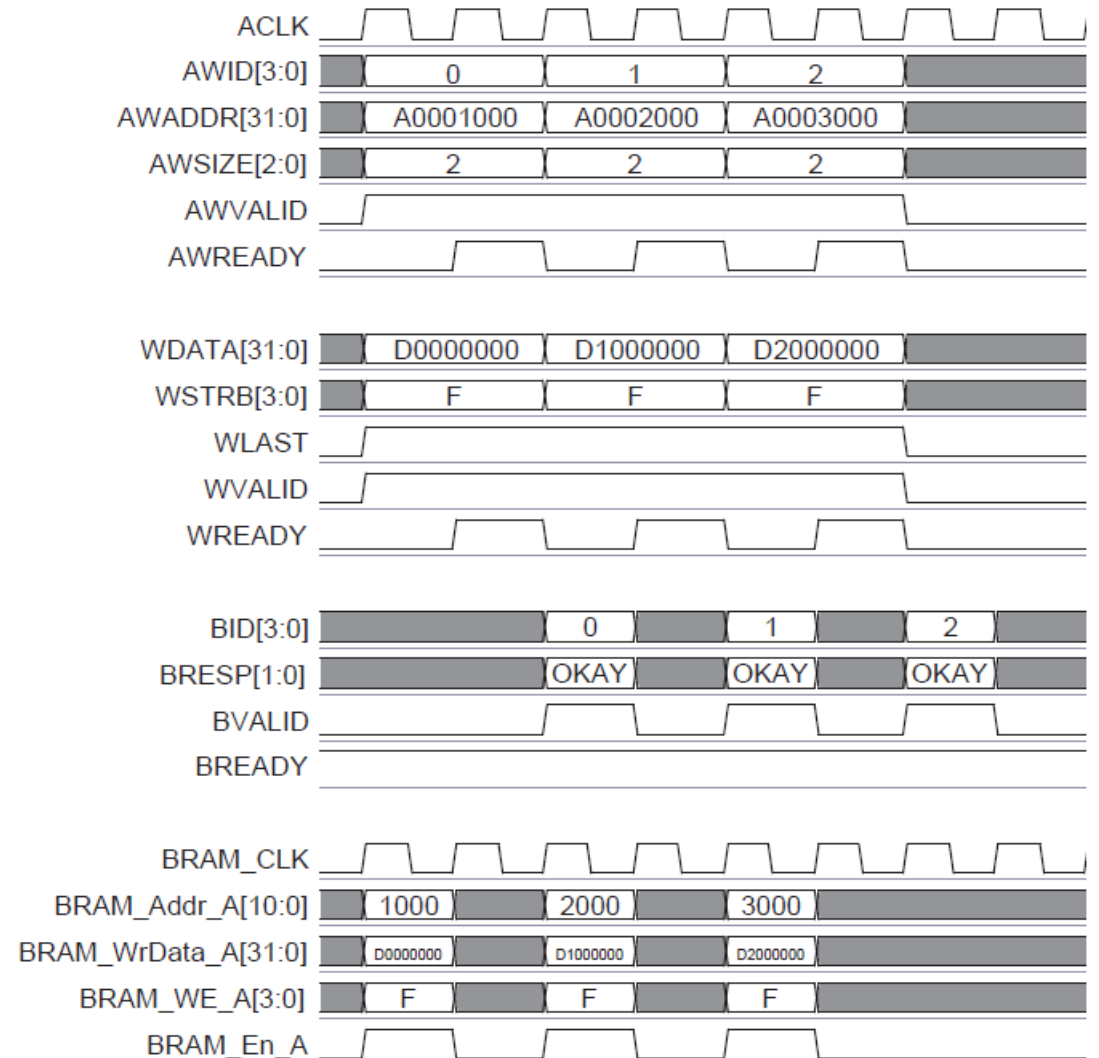 ACLK
AWID[3:0] 0 1 2
AWADDR[31:0] A0001000 A0002000 A0003000
AWSIZE[2:0] 2 2 2
AWVALID
AWREADY
WDATA[31:0] D0000000 D1000000 D2000000
WSTRB[3:0] F F F
WLAST
WVALID
WREADY
BID[3:0] 0 1 2
BRESP[1:0] OKAY OKAY OKAY
BVALID
BREADY
BRAM_CLK
BRAM_Addr_A[10:0] 1000 2000 3000
BRAM_WrData_A[31:0] D0000000 D1000000 D2000000
BRAM_WE_A[3:0] F F F
BRAM_En_A